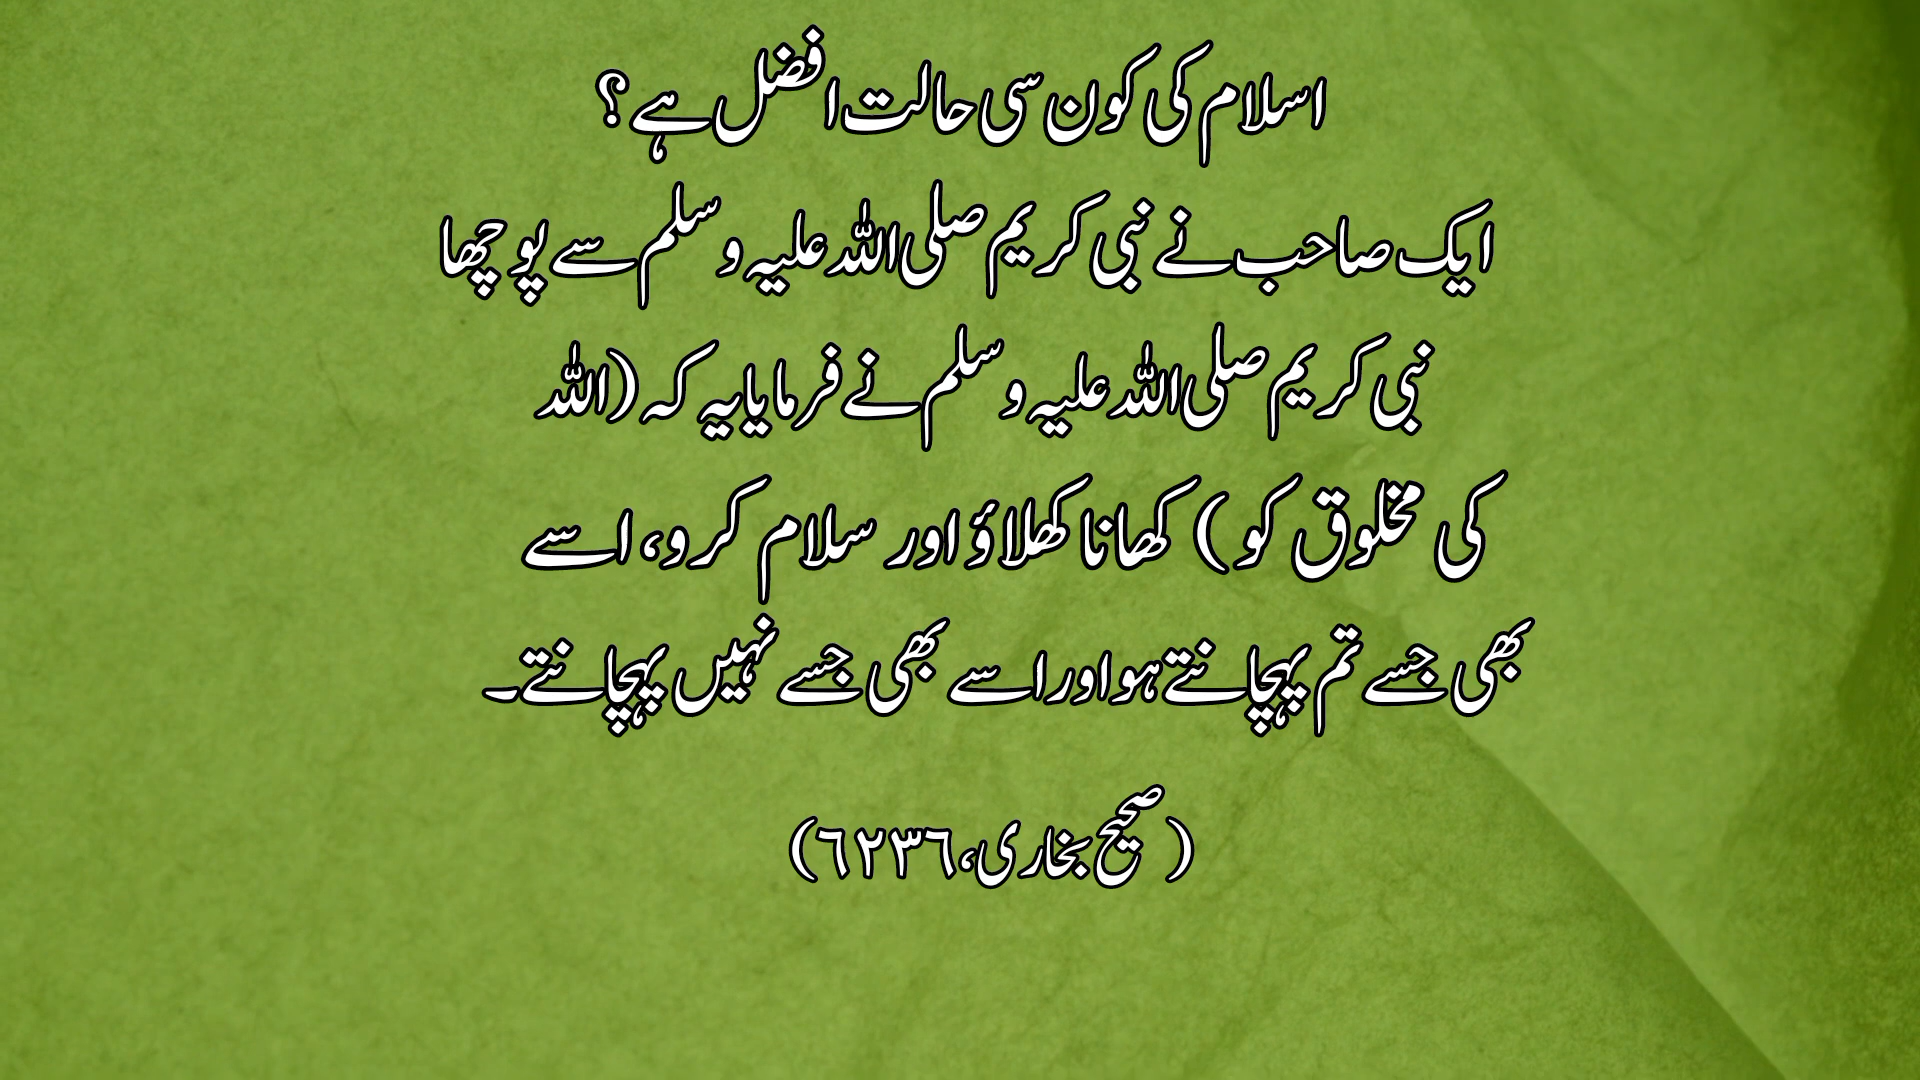 اسلام کی کون سی حالت افضل ہے؟
ایک صاحب نے نبی کریم صلی اللہ علیہ وسلم سے پوچھا
نبی کریم صلی اللہ علیہ وسلم نے فرمایا یہ کہ (اللہ
کی مخلوق کو) کھانا کھلاؤ اور سلام کرو، اسے
بھی جسے تم پہچانتے ہو اور اسے بھی جسے نہیں پہچانتے۔
(صحیح بخاری،٦٢٣٦)